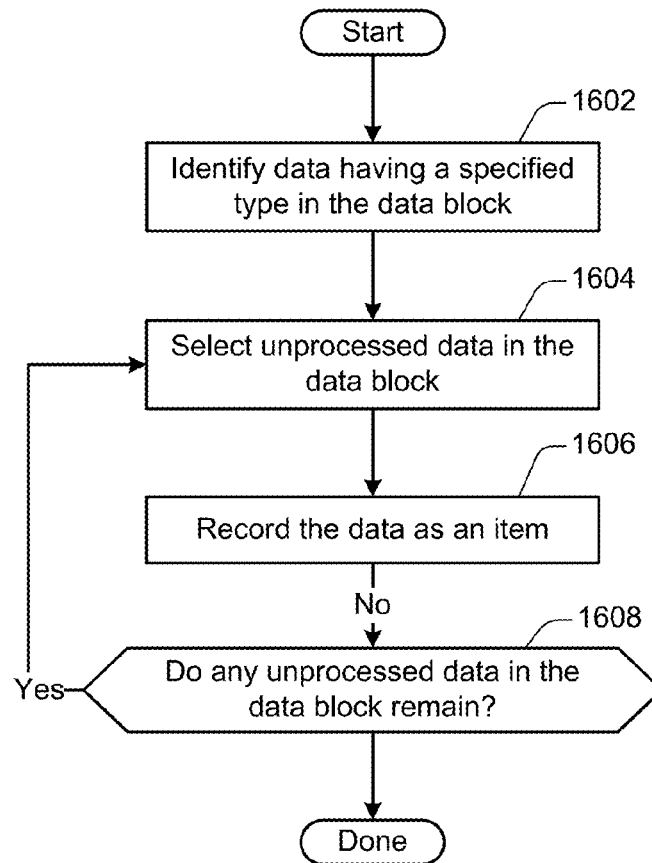 Start
1602
Identify data having a specified
type in the data block
1604
Select unprocessed data in the
data block
1606
Record the data as an item
No
1608
Do any unprocessed data in the
data block remain?
Yes
Done